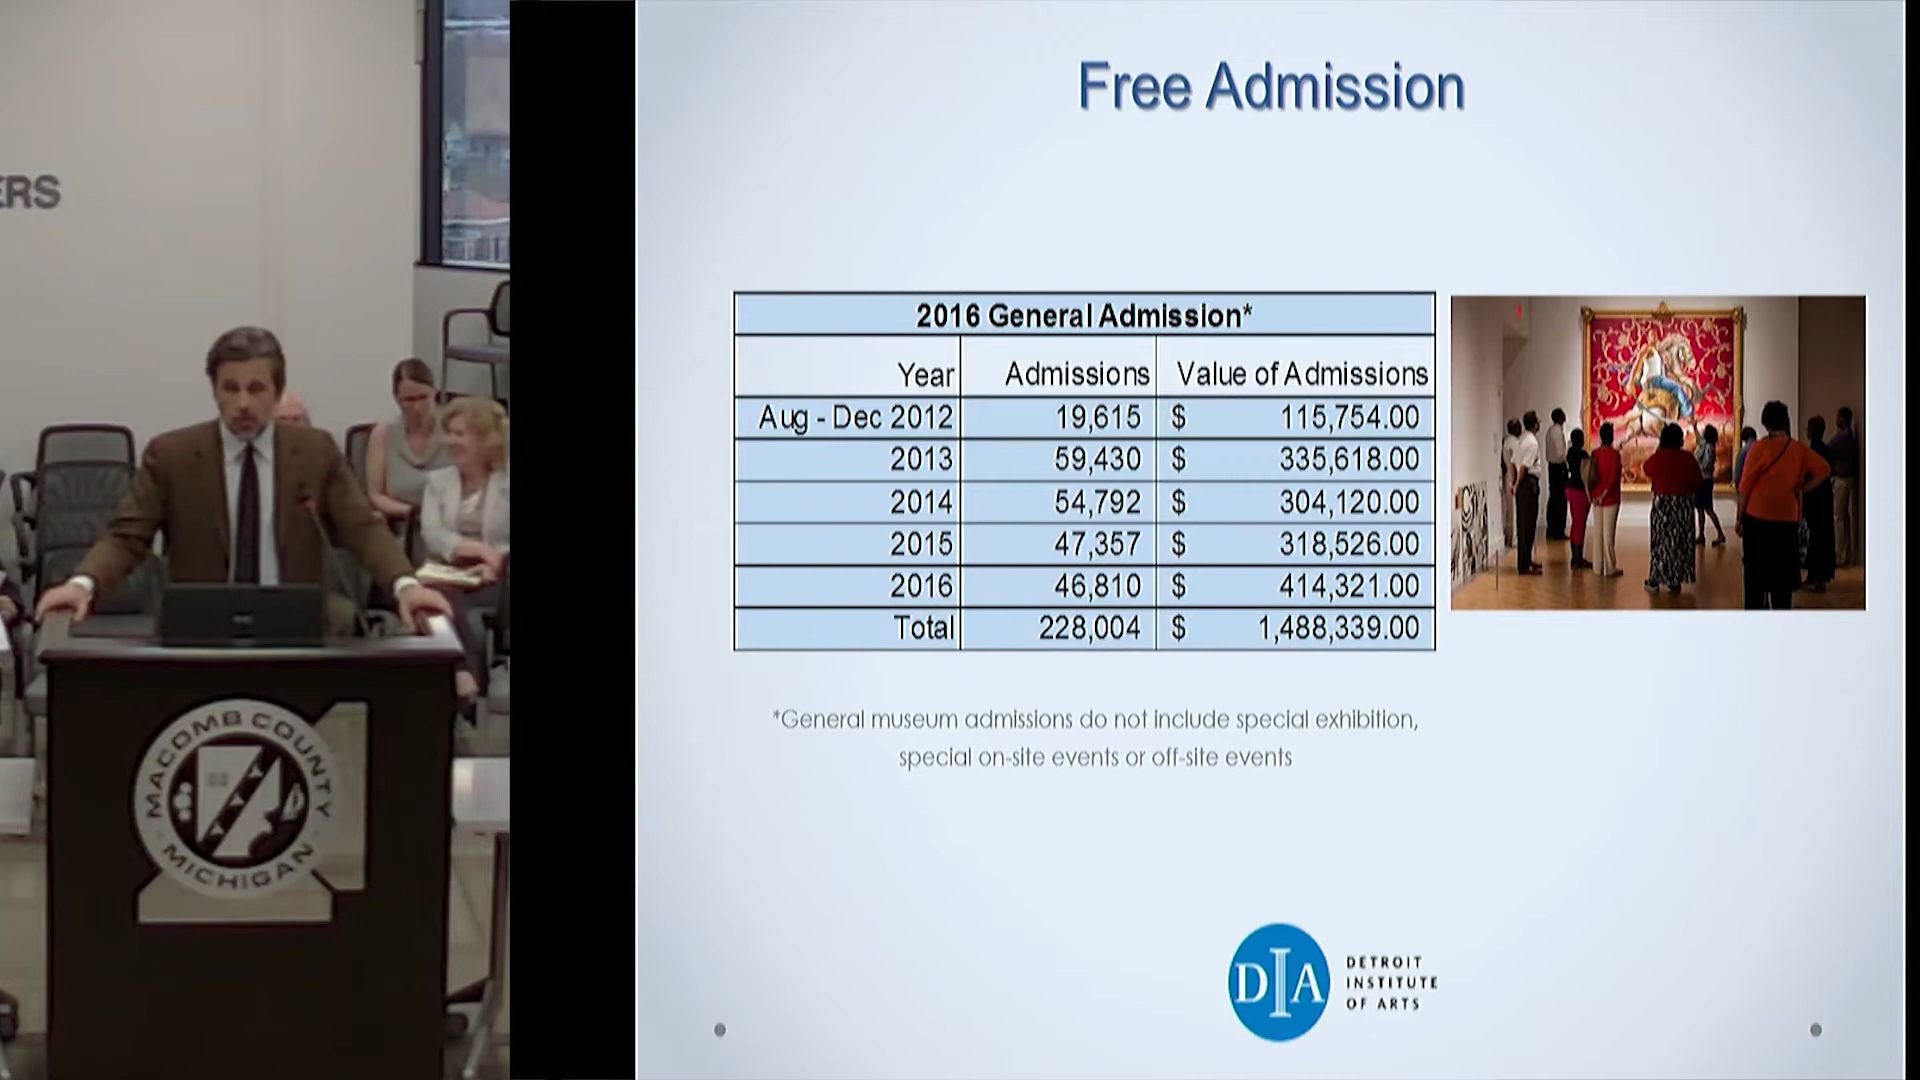 ERS
MACOMB COUNTY
MICHIGAN
Free Admission
2016 General Admission*
Year Admissions Value of Admissions
Aug - Dec 2012 19,615 $ 115,754.00
2013 59,430 $ 335,618.00
2014 54,792 $ 304,120.00
2015 47,357 $ 318,526.00
2016 46,810 $ 414,321.00
Total 228,004 $ 1,488,339.00
*General museum admissions do not include special exhibition,
special on-site events or off-site events
DIA
DETROIT
INSTITUTE
OF ARTS